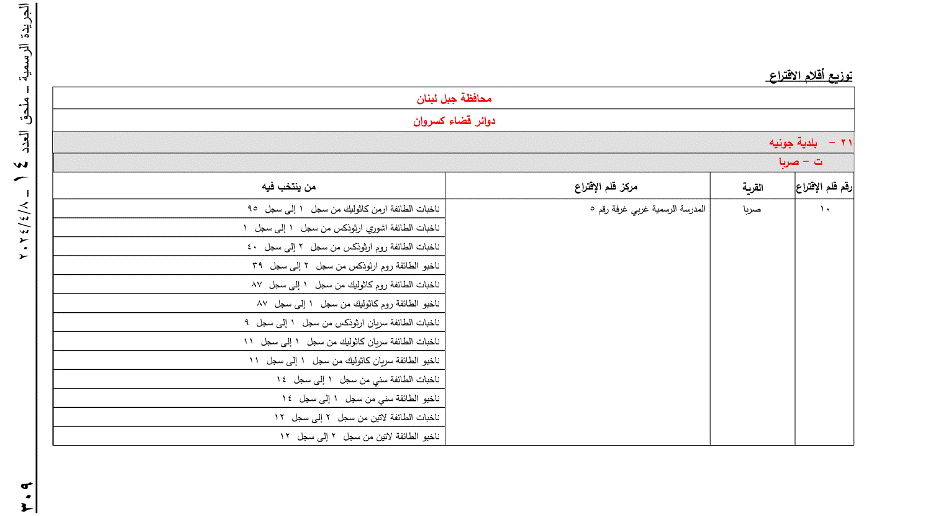 الجريدة الرسمية – ملحق العدد ١٤ – ٢٠٢٤/٤/٨
توزيع أقلام الاقتراع
محافظة جبل لبنان
دوائر قضاء كسروان
٢١ - بلدية جونيه
ت - صربا
رقم قلم الإقتراع القرية مركز قلم الإقتراع من ينتخب فيه
١٠ صربا المدرسة الرسمية غربي غرفة رقم ٥ ناخبات الطائفة ارمن كاثوليك من سجل ١ إلى سجل ٩٥
ناخبات الطائفة اشوري ارثوذكس من سجل ١ إلى سجل ١
ناخبات الطائفة روم ارثوذكس من سجل ٢ إلى سجل ٤٠
ناخبو الطائفة روم ارثوذكس من سجل ٢ إلى سجل ٣٩
ناخبات الطائفة روم كاثوليك من سجل ١ إلى سجل ٨٧
ناخبو الطائفة روم كاثوليك من سجل ١ إلى سجل ٨٧
ناخبات الطائفة سريان ارثوذكس من سجل ١ إلى سجل ٩
ناخبات الطائفة سريان كاثوليك من سجل ١ إلى سجل ١١
ناخبو الطائفة سريان كاثوليك من سجل ١ إلى سجل ١١
ناخبات الطائفة سني من سجل ١ إلى سجل ١٤
ناخبو الطائفة سني من سجل ١ إلى سجل ١٤
ناخبات الطائفة لاتين من سجل ٢ إلى سجل ١٢
ناخبو الطائفة لاتين من سجل ٢ إلى سجل ١٢
٣٠٩